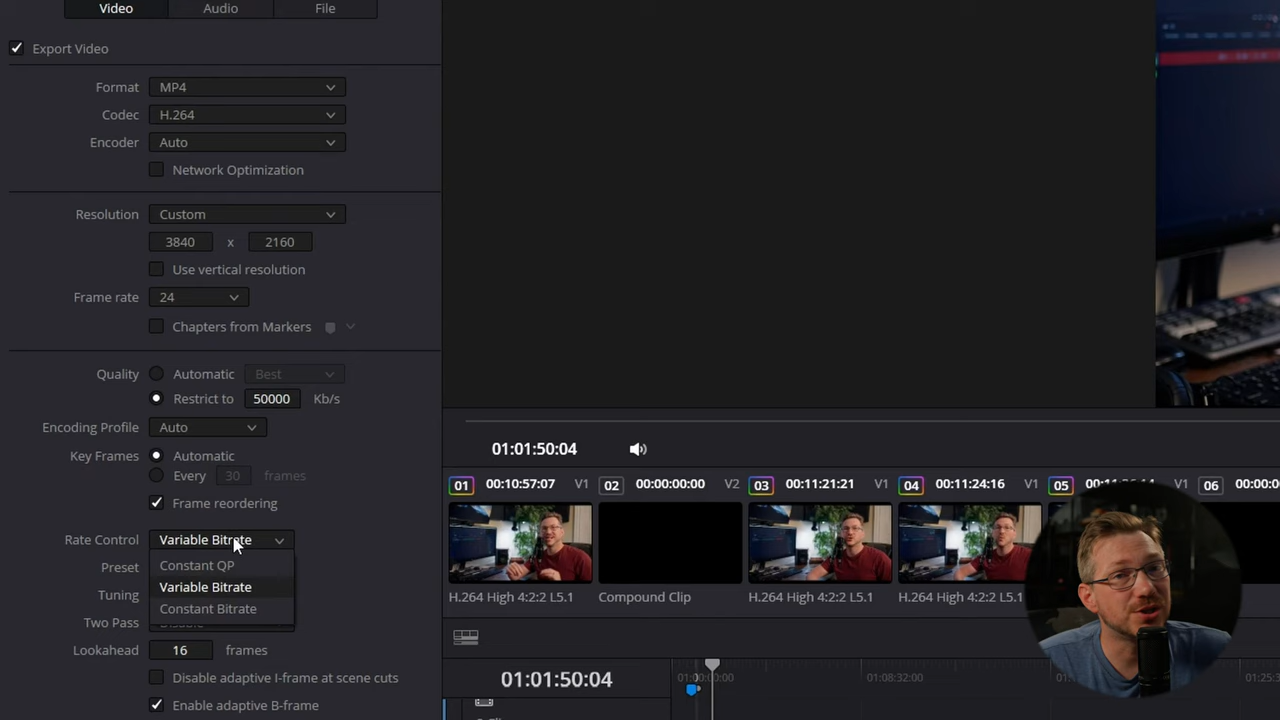 Video Audio File
Export Video
Format MP4
Codec H.264
Encoder Auto
Network Optimization
Resolution Custom
3840 x 2160
Use vertical resolution
Frame rate 24
Chapters from Markers
Quality Automatic Best
Restrict to 50000 Kb/s
Encoding Profile Auto
Key Frames Automatic
Every 30 frames
Frame reordering
Rate Control Variable Bitrate
Preset Constant QP
Variable Bitrate
Tuning
Constant Bitrate
Two Pass
Lookahead 16 frames
Disable adaptive I-frame at scene cuts
Enable adaptive B-frame
01:01:50:04
01 00:10:57:07 V1 02 00:00:00:00 V2 03 00:11:21:21 V1 04 00:11:24:16 V1 05 V1 06
H.264 High 4:2:2 L5.1 Compound Clip H.264 High 4:2:2 L5.1 H.264 High 4:2:2 L5.1
01:01:50:04
01:08:32:00